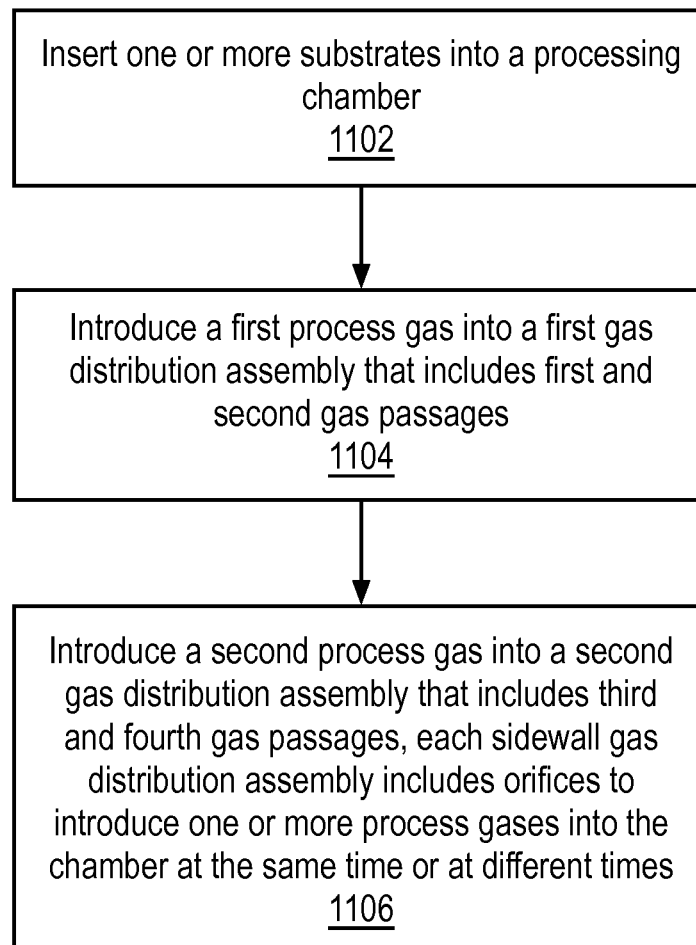 Insert one or more substrates into a processing
chamber
1102
Introduce a first process gas into a first gas
distribution assembly that includes first and
second gas passages
1104
Introduce a second process gas into a second
gas distribution assembly that includes third
and fourth gas passages, each sidewall gas
distribution assembly includes orifices to
introduce one or more process gases into the
chamber at the same time or at different times
1106